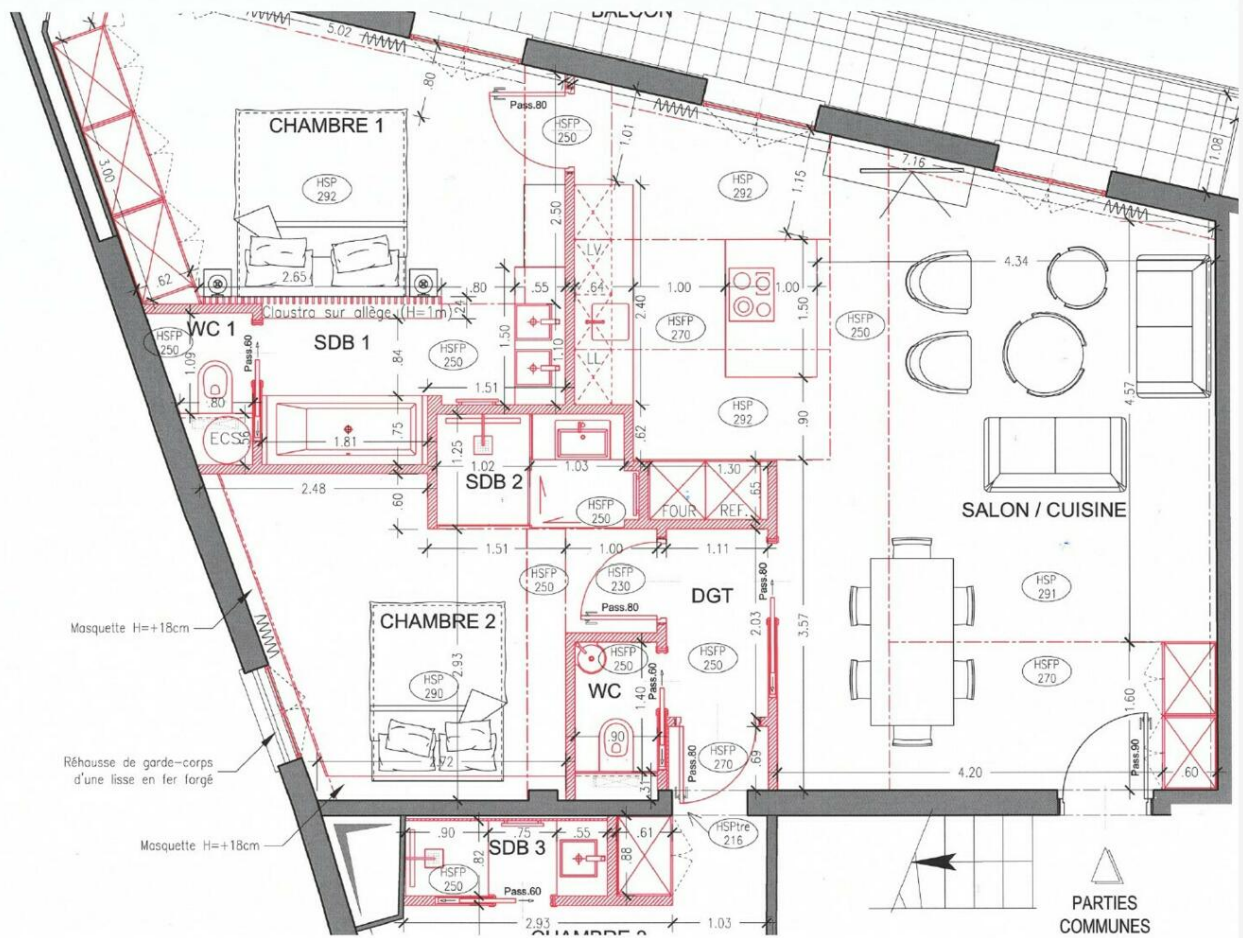 BALCON
5.02
.80
Pass.80
HSFP
250
1.01
CHAMBRE 1
HSP
292
3.00
2.50
HSP
292
1.15
7.16
1.08
LV
2.65
.62
.80
.55
.64
1.00
1.00
4.34
Claustra sur allège (H=1m)
.24
2.40
1.50
WC 1
HSFP
250
1.09
Pass.60
SDB 1
.84
HSFP
250
1.50
1.10
HSFP
270
HSFP
250
LL
1.51
.80
4.57
ECS
.56
1.81
.75
1.25
.62
HSP
292
.90
1.02
1.03
SDB 2
1.30
.65
2.48
.60
HSFP
250
FOUR
REF.
SALON / CUISINE
1.51
1.00
1.11
HSFP
250
HSFP
230
Pass.80
DGT
Pass.80
HSP
291
CHAMBRE 2
2.03
3.57
Masquette H=+18cm
2.93
HSFP
250
HSFP
250
Pass.60
HSFP
270
HSP
290
WC
1.40
1.60
.90
2.72
.31
Pass.80
HSFP
270
.69
Pass.90
Réhausse de garde-corps
d'une lisse en fer forgé
4.20
.60
Masquette H=+18cm
.90
.75
.55
.61
HSPtre
216
.82
SDB 3
.88
HSFP
250
Pass.60
2.93
1.03
PARTIES
COMMUNES